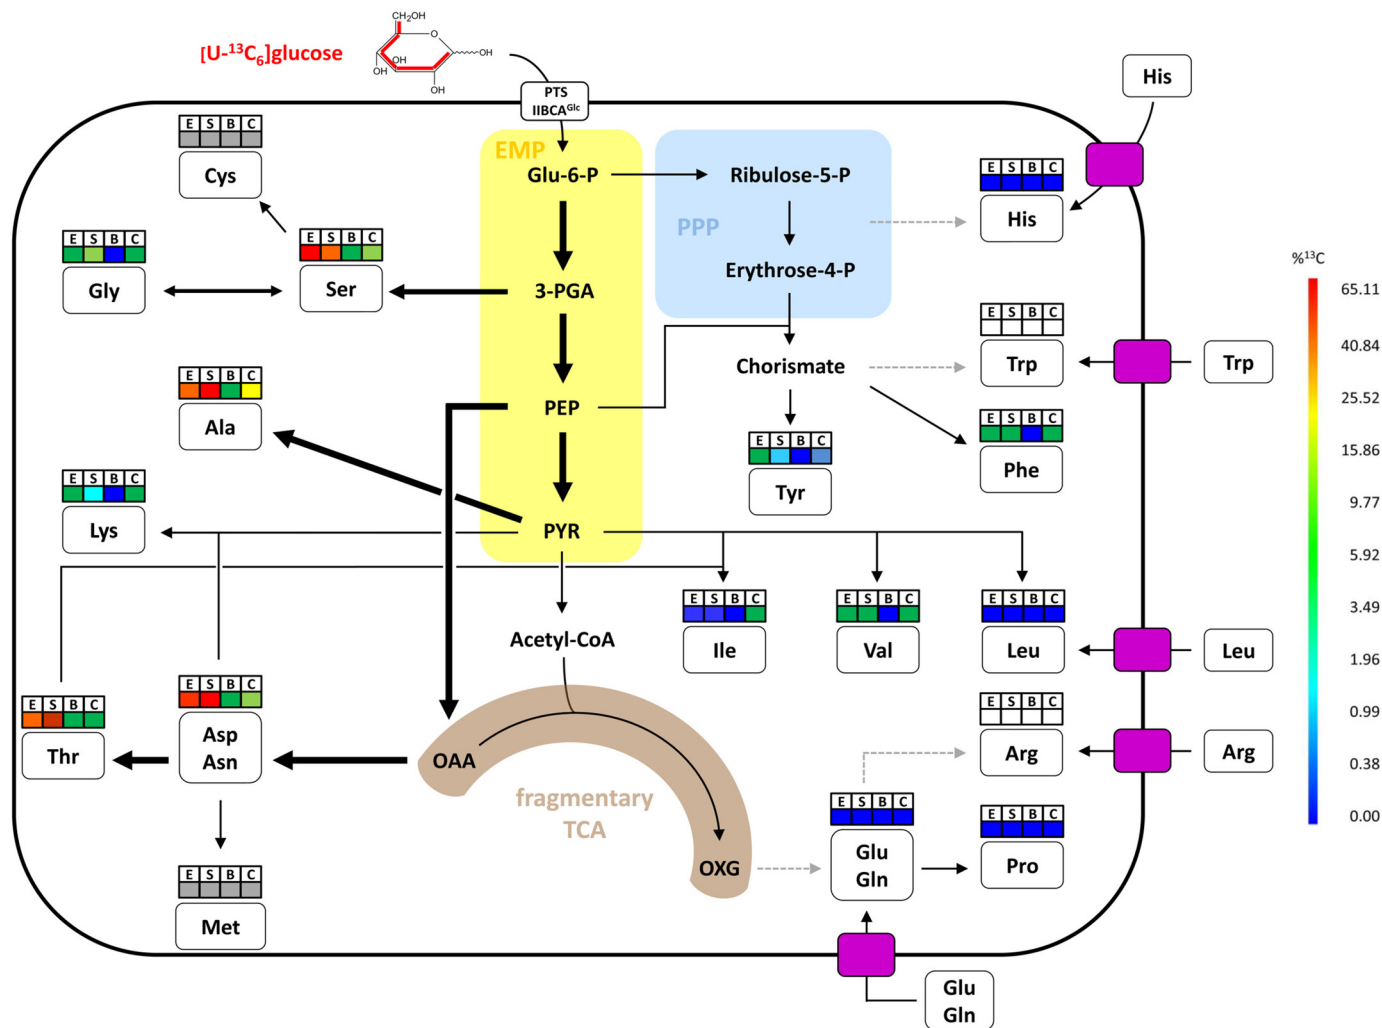 CH₂OH
O
OH
OH
OH
OH
[U-¹³C₆]glucose
PTS
IIBCAᴳˡᶜ
His
E S B C
Cys
EMP
Glu-6-P
Ribulose-5-P
PPP
Erythrose-4-P
E S B C
His
E S B C
Gly
E S B C
Ser
3-PGA
%¹³C
65.11
40.84
25.52
15.86
9.77
5.92
3.49
1.96
0.99
0.38
0.00
E S B C
Trp
Trp
Chorismate
E S B C
Ala
PEP
E S B C
Phe
E S B C
Tyr
E S B C
Lys
PYR
E S B C
Ile
E S B C
Val
E S B C
Leu
Leu
Acetyl-CoA
E S B C
Thr
E S B C
Asp
Asn
OAA
fragmentary
TCA
OXG
E S B C
Arg
Arg
E S B C
Glu
Gln
E S B C
Pro
E S B C
Met
Glu
Gln